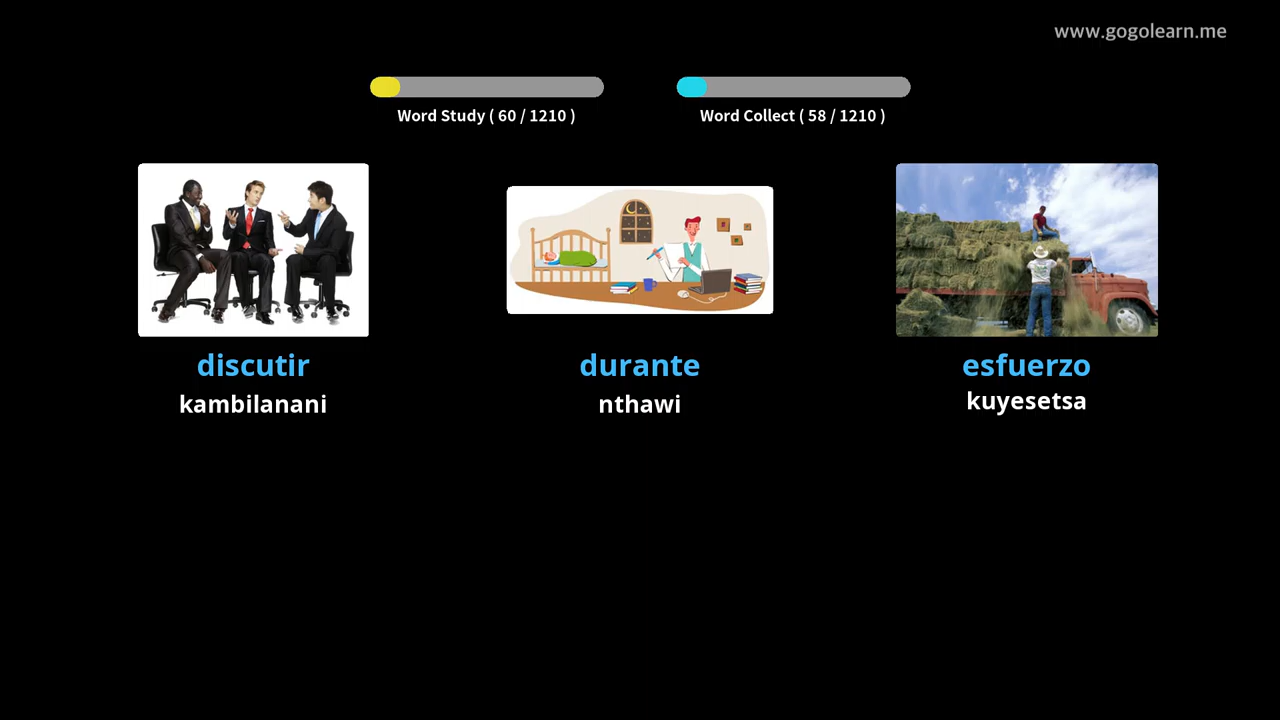 www.gogolearn.me
Word Study ( 60 / 1210 )
Word Collect ( 58 / 1210 )
discutir
kambilanani
durante
nthawi
esfuerzo
kuyesetsa